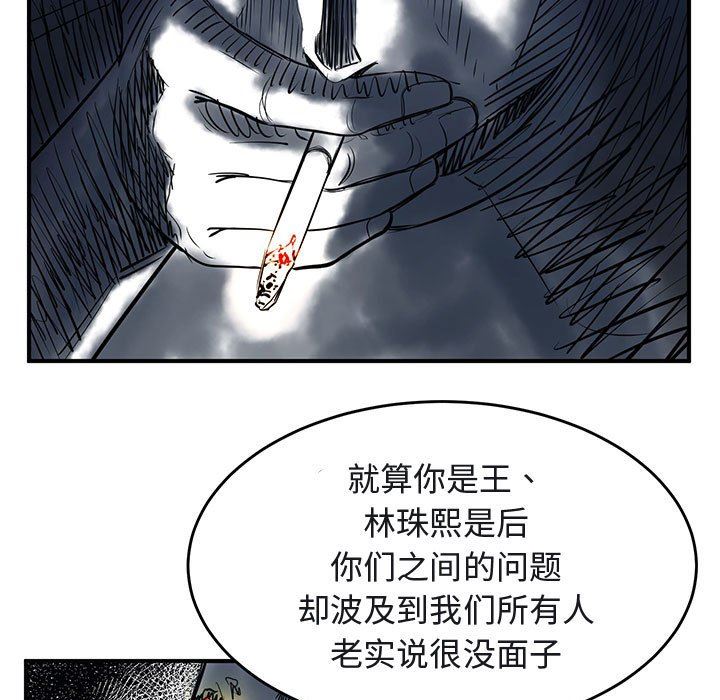 就算你是王、
林珠熙是后
你们之间的问题
却波及到我们所有人
老实说很没面子